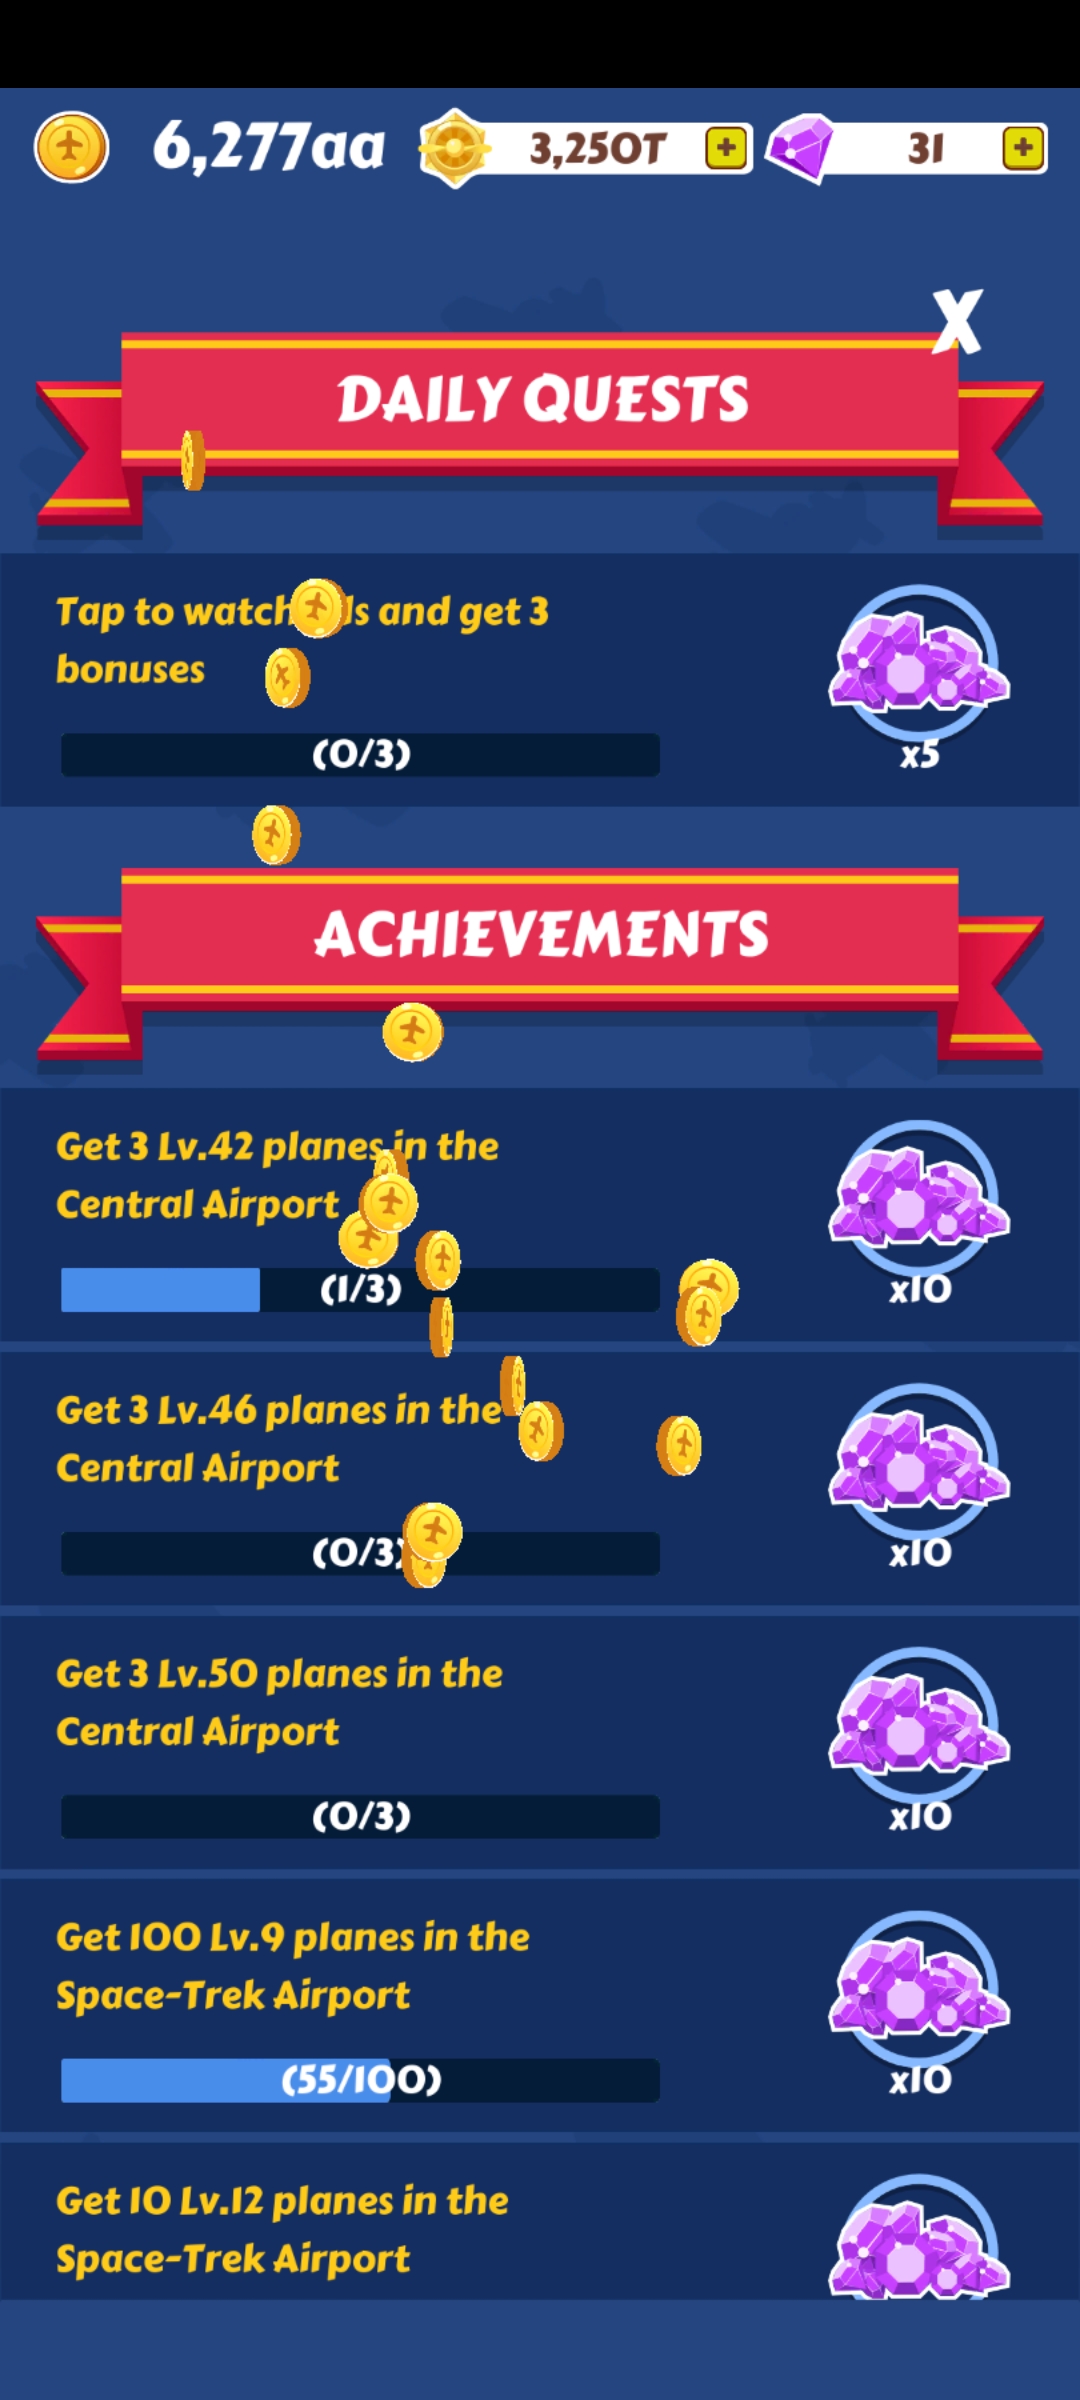 6,277aa
3,250T
+
31
+
X
DAILY QUESTS
Tap to watch and get 3
bonuses
(0/3)
x5
ACHIEVEMENTS
Get 3 Lv.42 planes in the
Central Airport
(1/3)
x10
Get 3 Lv.46 planes in the
Central Airport
(0/3)
x10
Get 3 Lv.50 planes in the
Central Airport
(0/3)
x10
Get 100 Lv.9 planes in the
Space-Trek Airport
(55/100)
x10
Get 10 Lv.12 planes in the
Space-Trek Airport